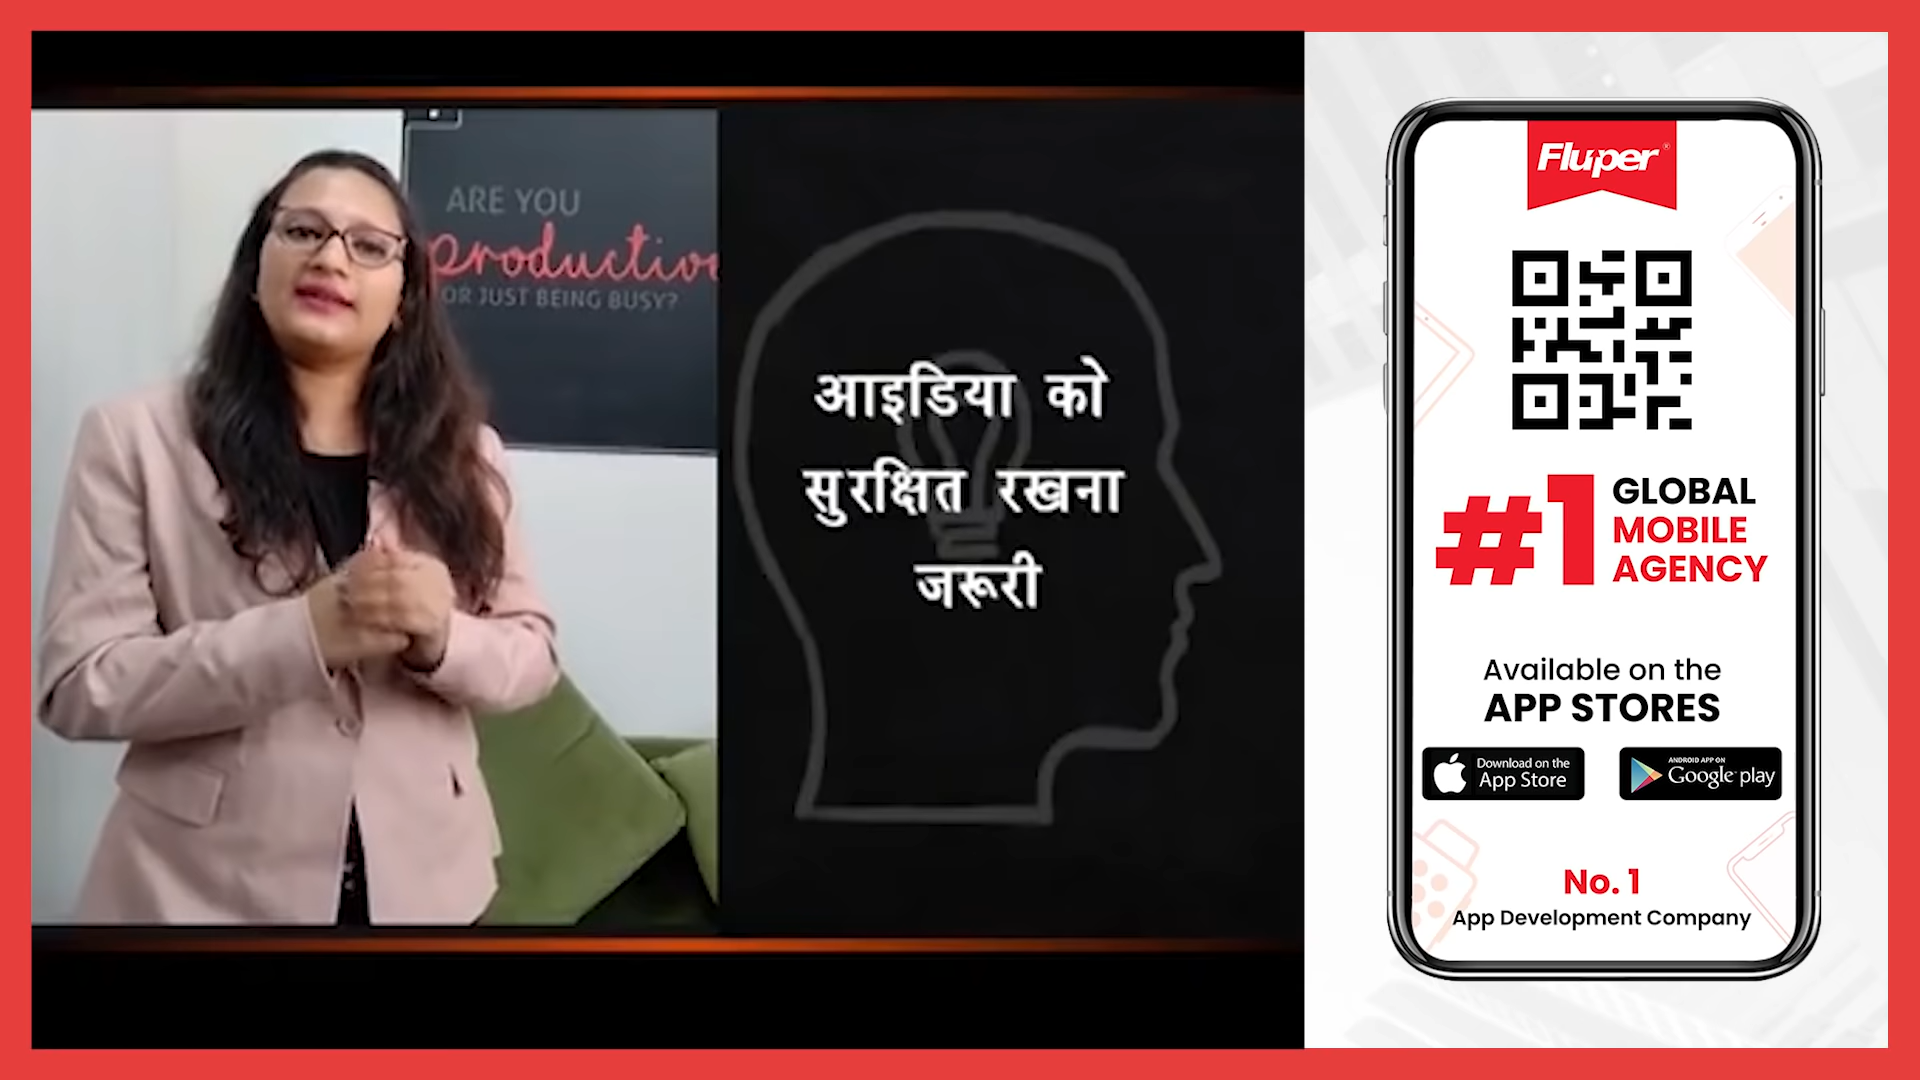 ARE YOU
productive
OR JUST BEING BUSY?
आइडिया को
सुरक्षित रखना
जरूरी
Fluper®
#1 GLOBAL
MOBILE
AGENCY
Available on the
APP STORES
Download on the
App Store
ANDROID APP ON
Google play
No. 1
App Development Company